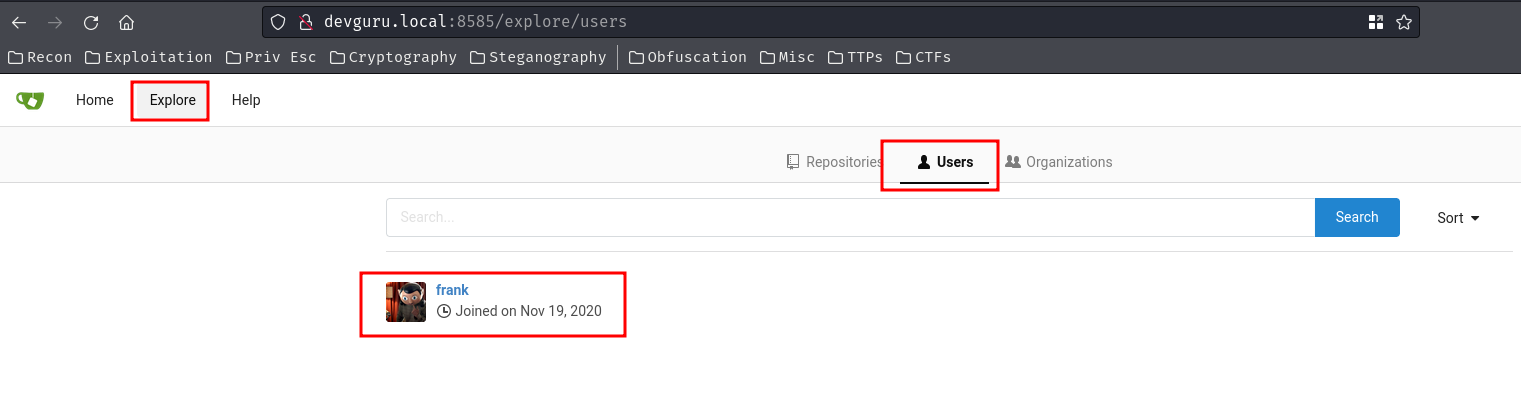 devguru.local:8585/explore/users
Recon Exploitation Priv Esc Cryptography Steganography Obfuscation Misc TTPs CTFs
Home Explore Help
Repositories Users Organizations
Search... Search Sort
frank
Joined on Nov 19, 2020